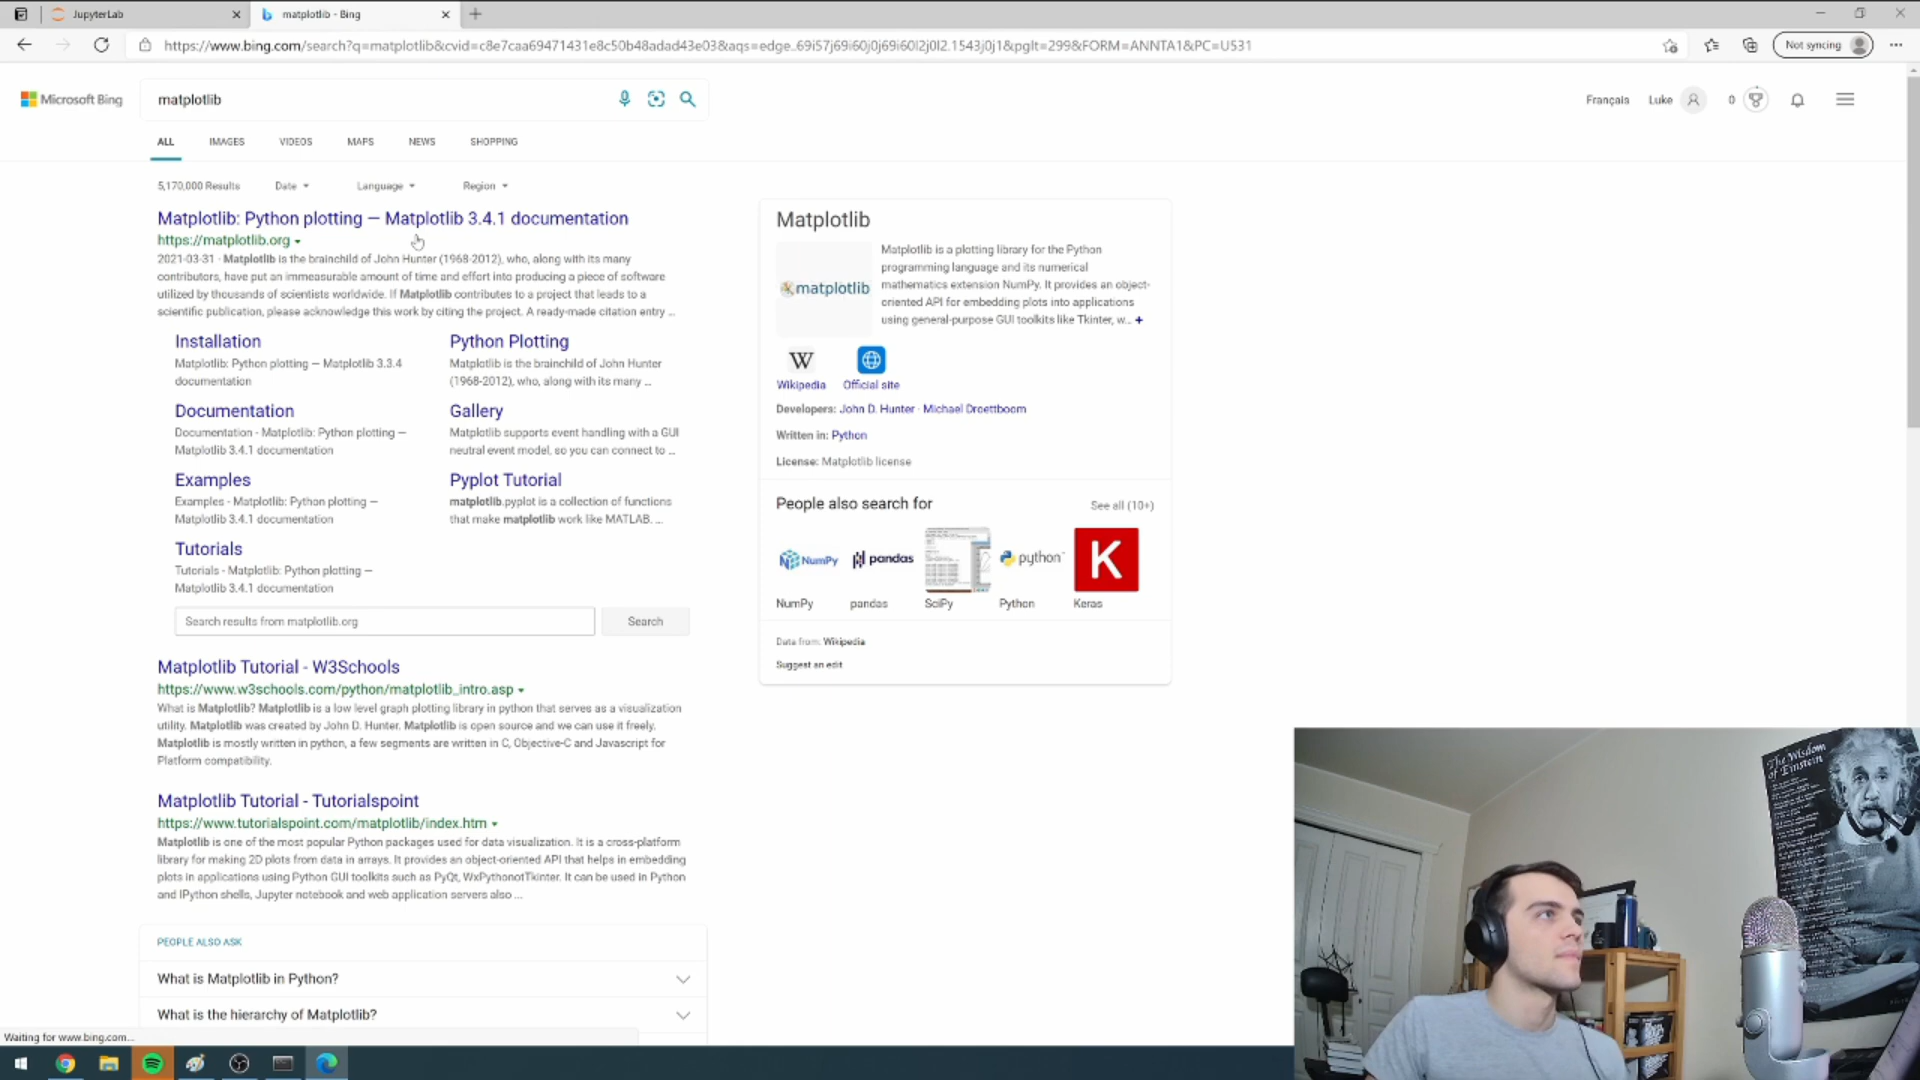 JupyterLab
matplotlib - Bing
https://www.bing.com/search?q=matplotlib&cvid=c8e7caa69471431e8c50b48adad43e03&aqs=edge..69i57j69i60j0j69i60l2j0l2.1543j0j1&pglt=299&FORM=ANNTA1&PC=U531
Not syncing
Microsoft Bing
matplotlib
Français
Luke
0
ALL
IMAGES
VIDEOS
MAPS
NEWS
SHOPPING
5,170,000 Results
Date
Language
Region
Matplotlib: Python plotting — Matplotlib 3.4.1 documentation
https://matplotlib.org
2021-03-31 · Matplotlib is the brainchild of John Hunter (1968-2012), who, along with its many
contributors, have put an immeasurable amount of time and effort into producing a piece of software
utilized by thousands of scientists worldwide. If Matplotlib contributes to a project that leads to a
scientific publication, please acknowledge this work by citing the project. A ready-made citation entry ...
Installation
Matplotlib: Python plotting — Matplotlib 3.3.4
documentation
Python Plotting
Matplotlib is the brainchild of John Hunter
(1968-2012), who, along with its many ...
Documentation
Documentation - Matplotlib: Python plotting —
Matplotlib 3.4.1 documentation
Gallery
Matplotlib supports event handling with a GUI
neutral event model, so you can connect to ...
Examples
Examples - Matplotlib: Python plotting —
Matplotlib 3.4.1 documentation
Pyplot Tutorial
matplotlib.pyplot is a collection of functions
that make matplotlib work like MATLAB. ...
Tutorials
Tutorials - Matplotlib: Python plotting —
Matplotlib 3.4.1 documentation
Search results from matplotlib.org
Search
Matplotlib Tutorial - W3Schools
https://www.w3schools.com/python/matplotlib_intro.asp
What is Matplotlib? Matplotlib is a low level graph plotting library in python that serves as a visualization
utility. Matplotlib was created by John D. Hunter. Matplotlib is open source and we can use it freely.
Matplotlib is mostly written in python, a few segments are written in C, Objective-C and Javascript for
Platform compatibility.
Matplotlib Tutorial - Tutorialspoint
https://www.tutorialspoint.com/matplotlib/index.htm
Matplotlib is one of the most popular Python packages used for data visualization. It is a cross-platform
library for making 2D plots from data in arrays. It provides an object-oriented API that helps in embedding
plots in applications using Python GUI toolkits such as PyQt, WxPythonotTkinter. It can be used in Python
and IPython shells, Jupyter notebook and web application servers also ...
PEOPLE ALSO ASK
What is Matplotlib in Python?
What is the hierarchy of Matplotlib?
Waiting for www.bing.com...
Matplotlib
matplotlib
Matplotlib is a plotting library for the Python
programming language and its numerical
mathematics extension NumPy. It provides an object-
oriented API for embedding plots into applications
using general-purpose GUI toolkits like Tkinter, w... +
W
Wikipedia
Official site
Developers: John D. Hunter · Michael Droettboom
Written in: Python
License: Matplotlib license
People also search for
See all (10+)
NumPy
pandas
python
K
NumPy
pandas
SciPy
Python
Keras
Data from: Wikipedia
Suggest an edit
The Wisdom
of Einstein